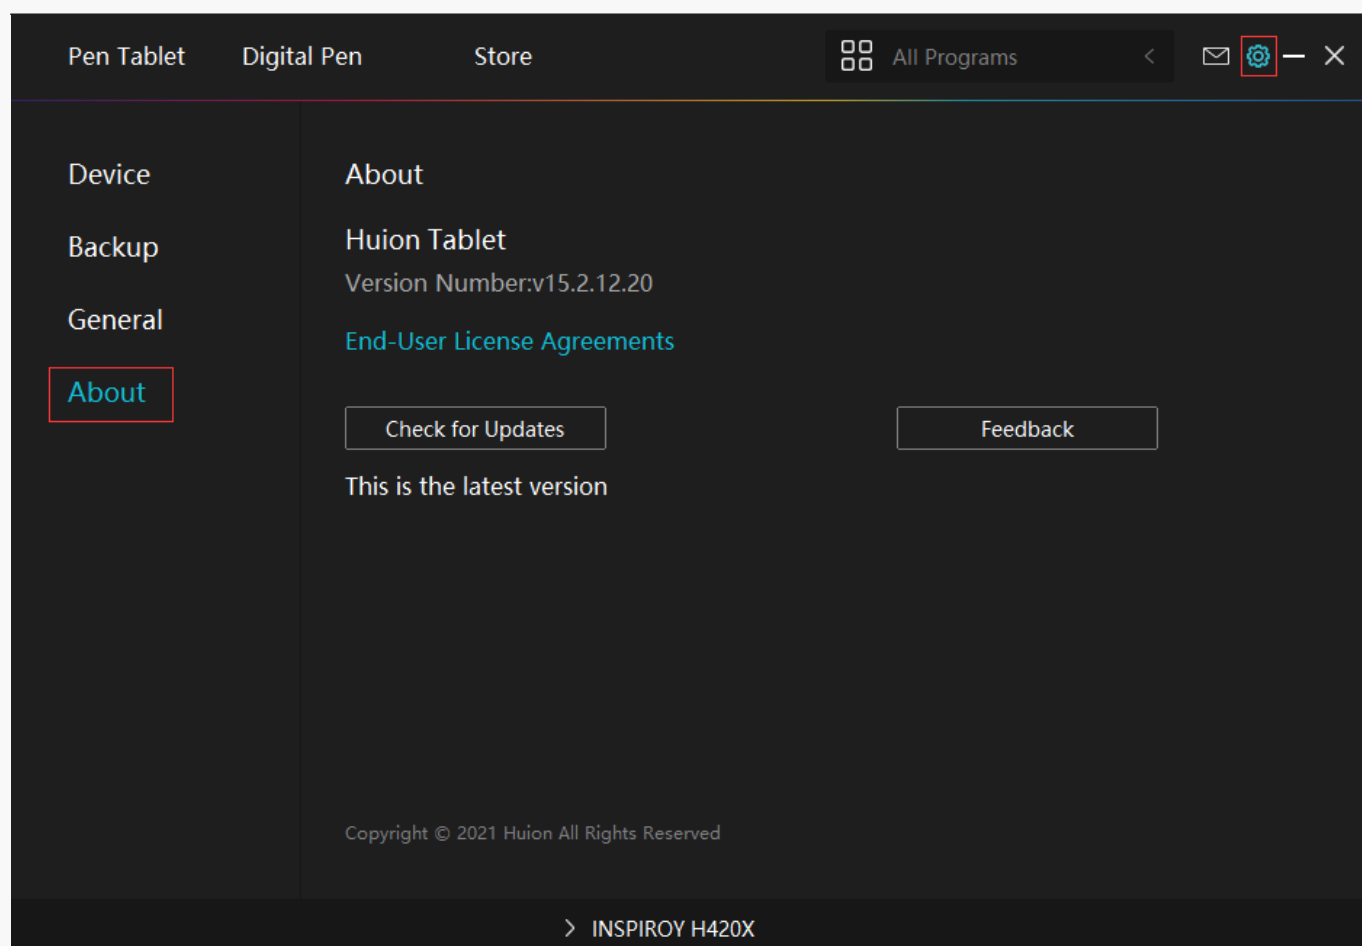 Pen Tablet Digital Pen Store All Programs
Device
Backup
General
About
About
Huion Tablet
Version Number:v15.2.12.20
End-User License Agreements
Check for Updates Feedback
This is the latest version
Copyright © 2021 Huion All Rights Reserved
INSPIROY H420X